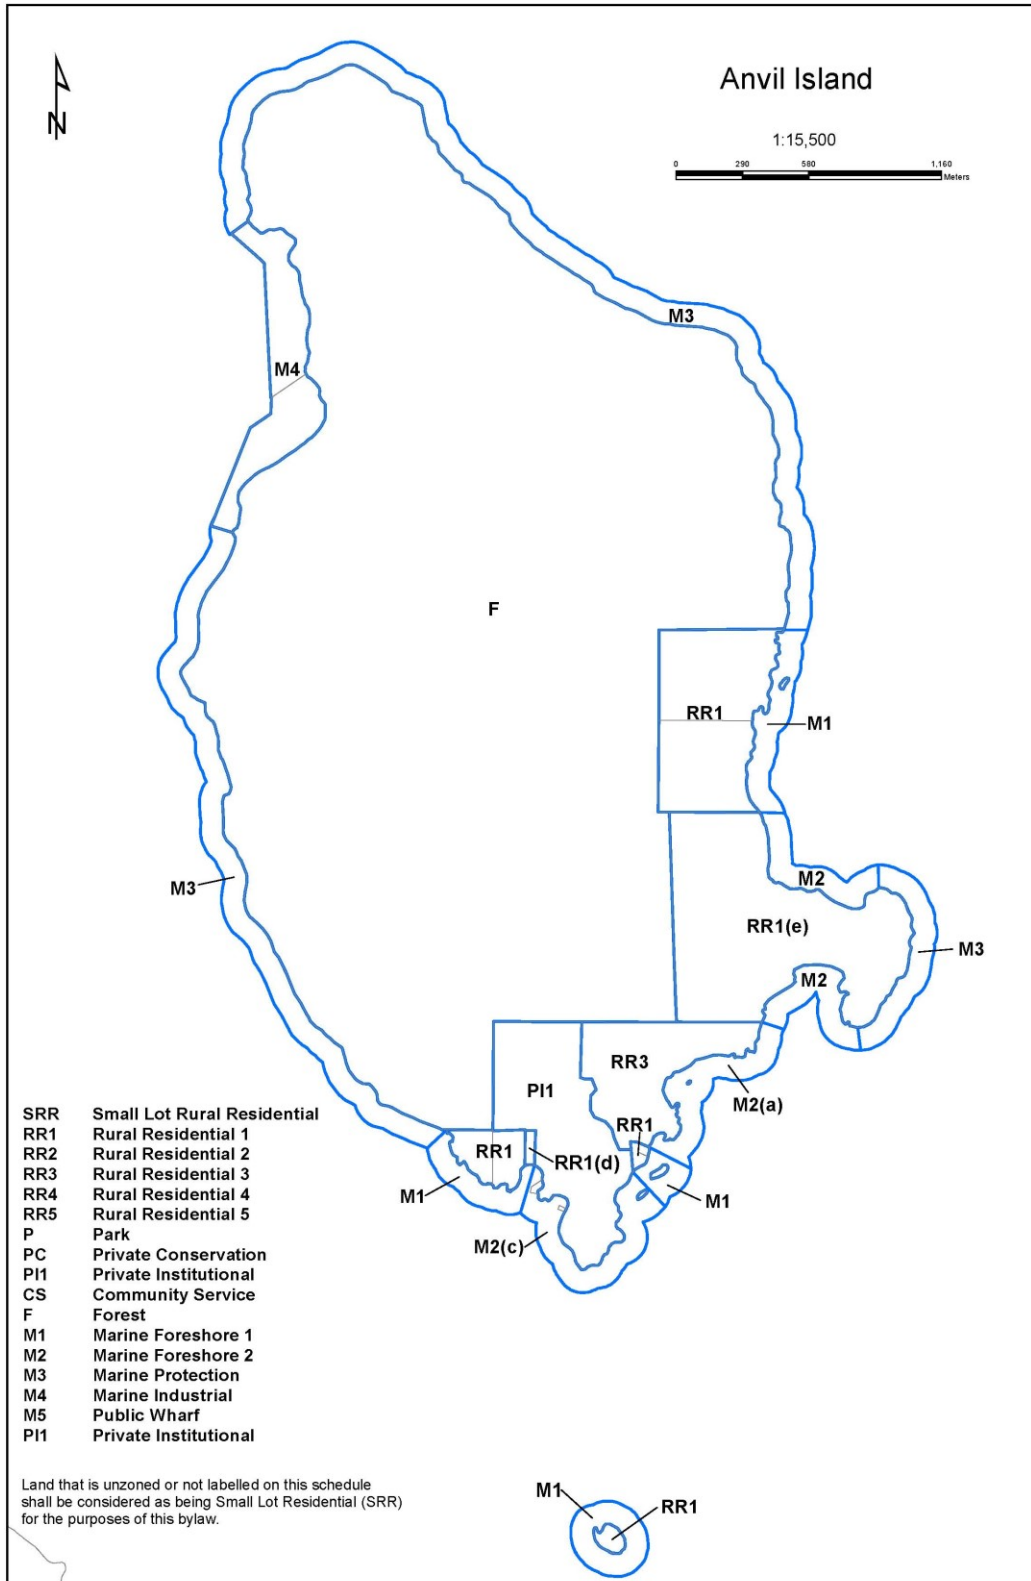 Anvil Island
N
1:15,500
0 290 580 1,160
Meters
M3
M4
F
RR1
M1
M2
M3
RR1(e)
M3
M2
RR3
PI1
M2(a)
RR1
RR1
RR1(d)
M1
M1
M2(c)
SRR Small Lot Rural Residential
RR1 Rural Residential 1
RR2 Rural Residential 2
RR3 Rural Residential 3
RR4 Rural Residential 4
RR5 Rural Residential 5
P Park
PC Private Conservation
PI1 Private Institutional
CS Community Service
F Forest
M1 Marine Foreshore 1
M2 Marine Foreshore 2
M3 Marine Protection
M4 Marine Industrial
M5 Public Wharf
PI1 Private Institutional
Land that is unzoned or not labelled on this schedule
shall be considered as being Small Lot Residential (SRR)
for the purposes of this bylaw.
M1
RR1